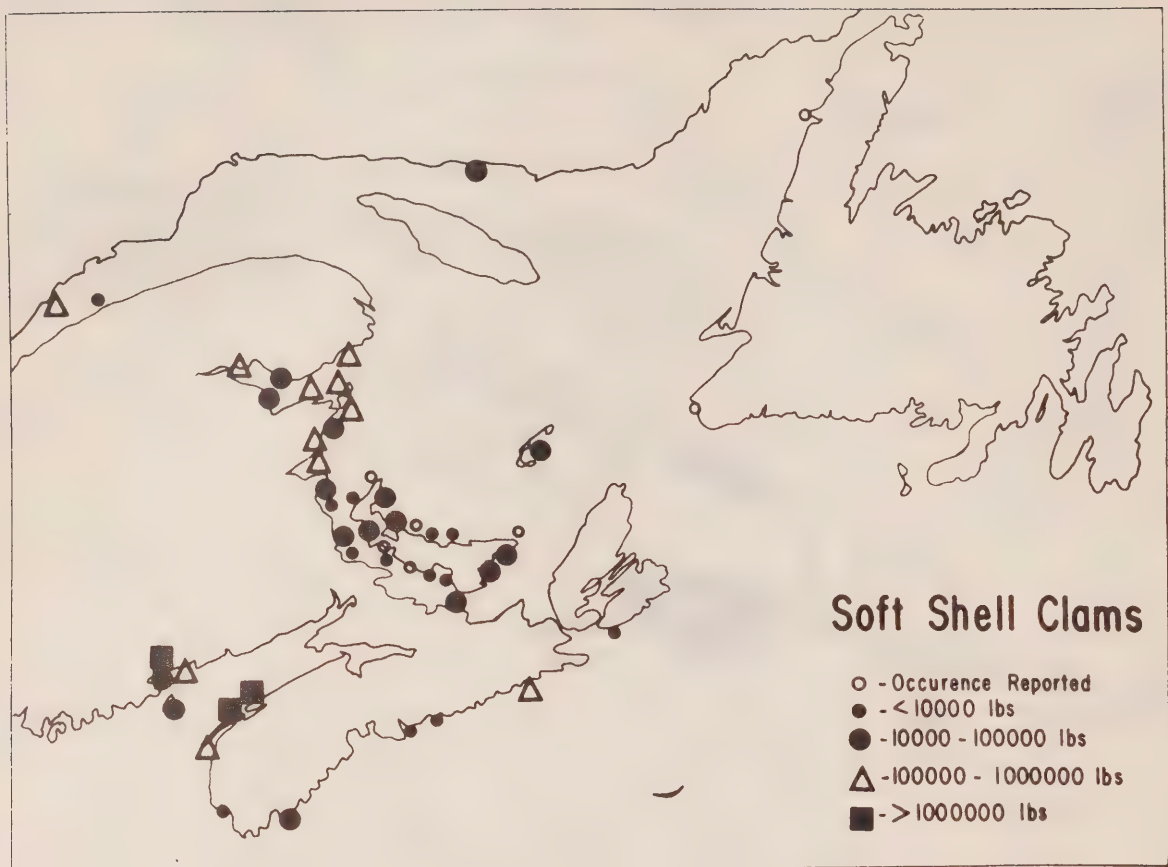 Soft Shell Clams
- Occurence Reported
- <10000 lbs
-10000 - 100000 lbs
-100000 - 1000000 lbs
- >1000000 lbs